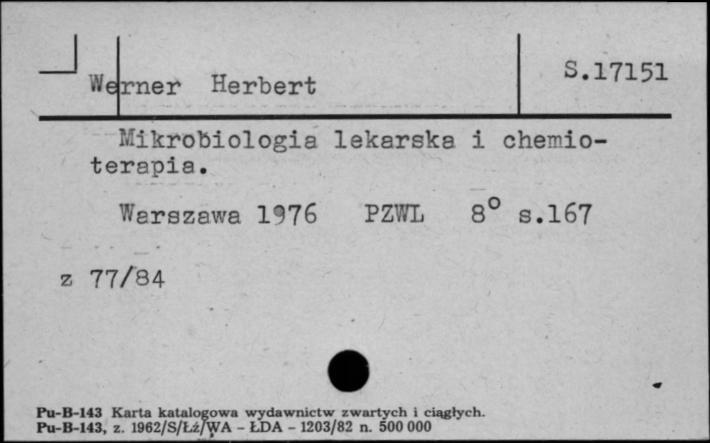 Werner Herbert
S.17151
Mikrobiologia lekarska i chemio-
terapia.
Warszawa 1976 PZWL 8° s.167
z 77/84
Pu-B-143 Karta katalogowa wydawnictw zwartych i ciągłych.
Pu-B-143, z. 1962/S/Łź/WA - ŁDA - 1203/82 n. 500 000